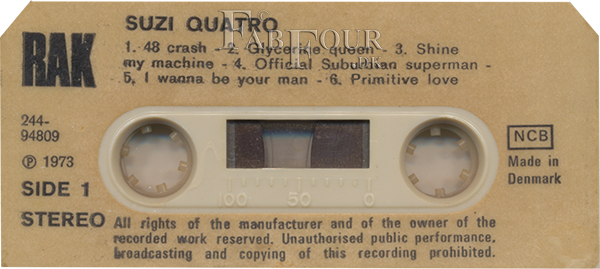 SUZI QUATRO
FAB FOUR
RAK
1. 48 crash - 2. Glycerine queen - 3. Shine
my machine - 4. Official Suburbian superman -
5. I wanna be your man - 6. Primitive love
244-
94809
℗ 1973
SIDE 1
STEREO
NCB
Made in
Denmark
100 50 0
All rights of the manufacturer and of the owner of the
recorded work reserved. Unauthorised public performance,
broadcasting and copying of this recording prohibited.